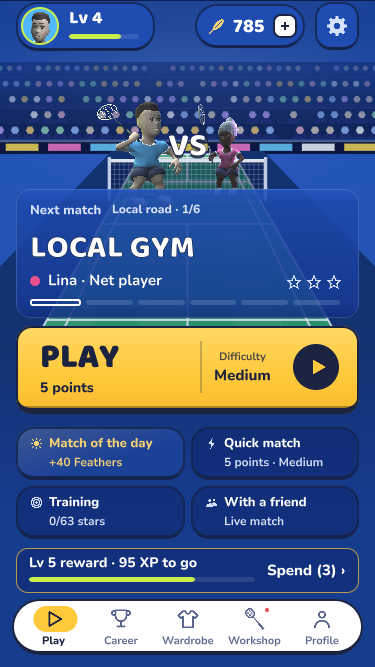 Lv 4
785
VS
Next match Local road · 1/6
LOCAL GYM
Lina · Net player
PLAY
5 points
Difficulty
Medium
Match of the day
+40 Feathers
Quick match
5 points · Medium
Training
0/63 stars
With a friend
Live match
Lv 5 reward · 95 XP to go
Spend (3) ›
Play
Career
Wardrobe
Workshop
Profile